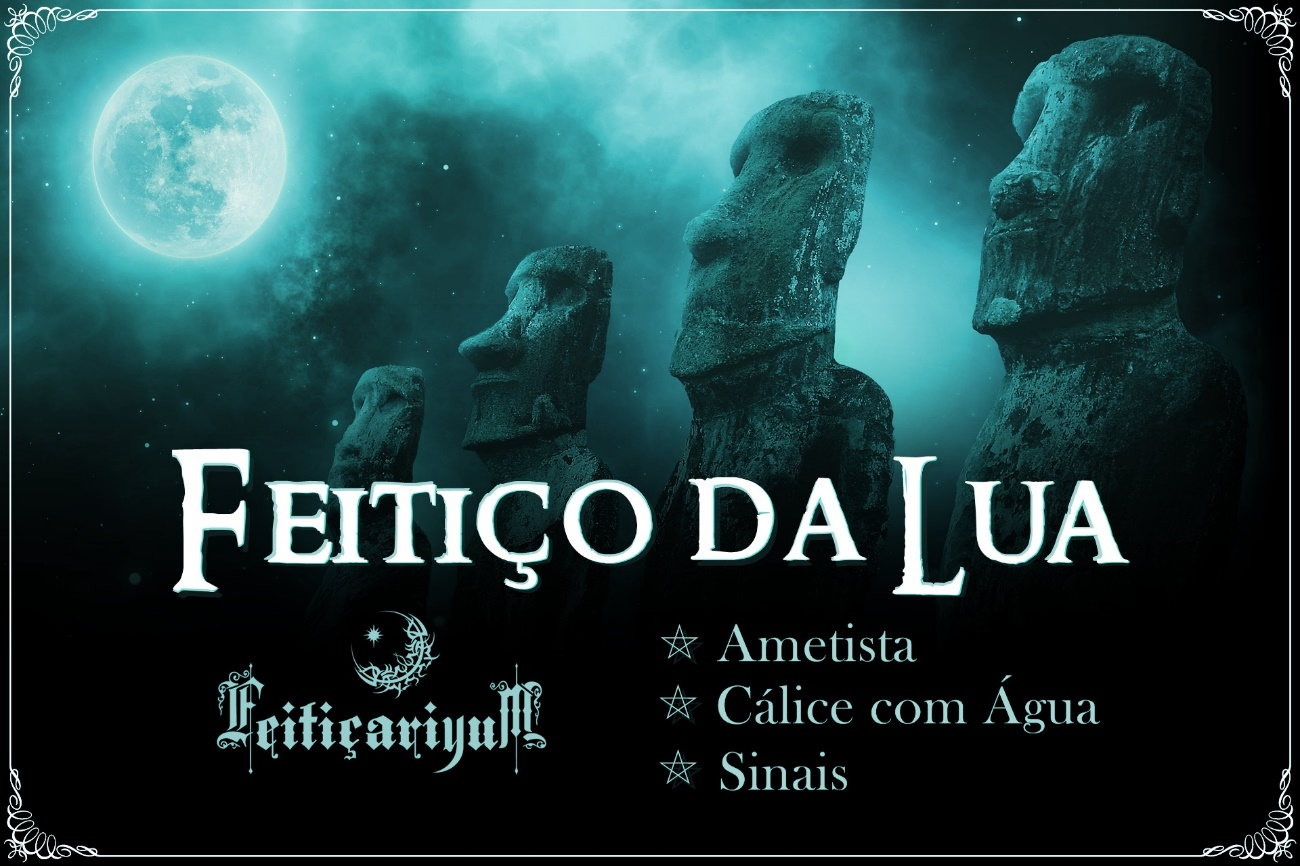 Feitiço da Lua
Feitiçariyum
Ametista
Cálice com Água
Sinais